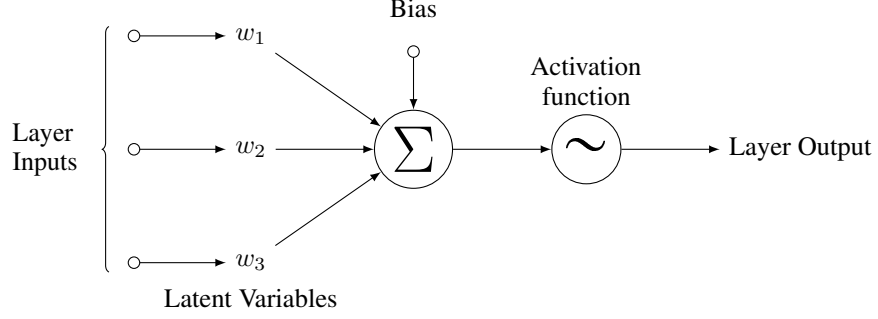 Bias
w₁
Activation
function
Layer
Inputs
w₂
Σ
~
Layer Output
w₃
Latent Variables